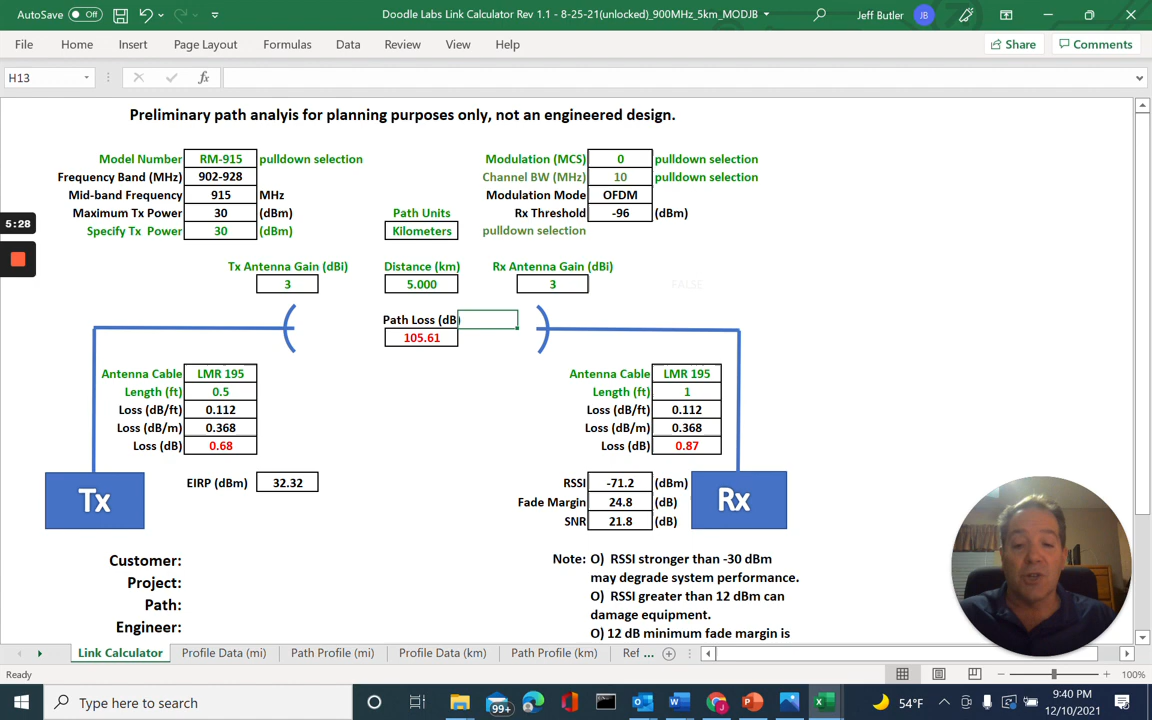 AutoSave Off Doodle Labs Link Calculator Rev 1.1 - 8-25-21(unlocked)_900MHz_5km_MODJB Jeff Butler JB
File Home Insert Page Layout Formulas Data Review View Help Share Comments
H13 fx
Preliminary path analyis for planning purposes only, not an engineered design.
Model Number RM-915 pulldown selection Modulation (MCS) 0 pulldown selection
Frequency Band (MHz) 902-928 Channel BW (MHz) 10 pulldown selection
Mid-band Frequency 915 MHz Modulation Mode OFDM
Maximum Tx Power 30 (dBm) Path Units Rx Threshold -96 (dBm)
5:28
Specify Tx Power 30 (dBm) Kilometers pulldown selection
Tx Antenna Gain (dBi) Distance (km) Rx Antenna Gain (dBi)
3 5.000 3 FALSE
Path Loss (dB)
105.61
Antenna Cable LMR 195 Antenna Cable LMR 195
Length (ft) 0.5 Length (ft) 1
Loss (dB/ft) 0.112 Loss (dB/ft) 0.112
Loss (dB/m) 0.368 Loss (dB/m) 0.368
Loss (dB) 0.68 Loss (dB) 0.87
Tx EIRP (dBm) 32.32 RSSI -71.2 (dBm) Rx
Fade Margin 24.8 (dB)
SNR 21.8 (dB)
Customer: Note: O) RSSI stronger than -30 dBm
Project: may degrade system performance.
Path: O) RSSI greater than 12 dBm can
damage equipment.
Engineer: O) 12 dB minimum fade margin is
Link Calculator Profile Data (mi) Path Profile (mi) Profile Data (km) Path Profile (km) Ref ...
Ready 100%
Type here to search 99+ 54°F 9:40 PM
12/10/2021